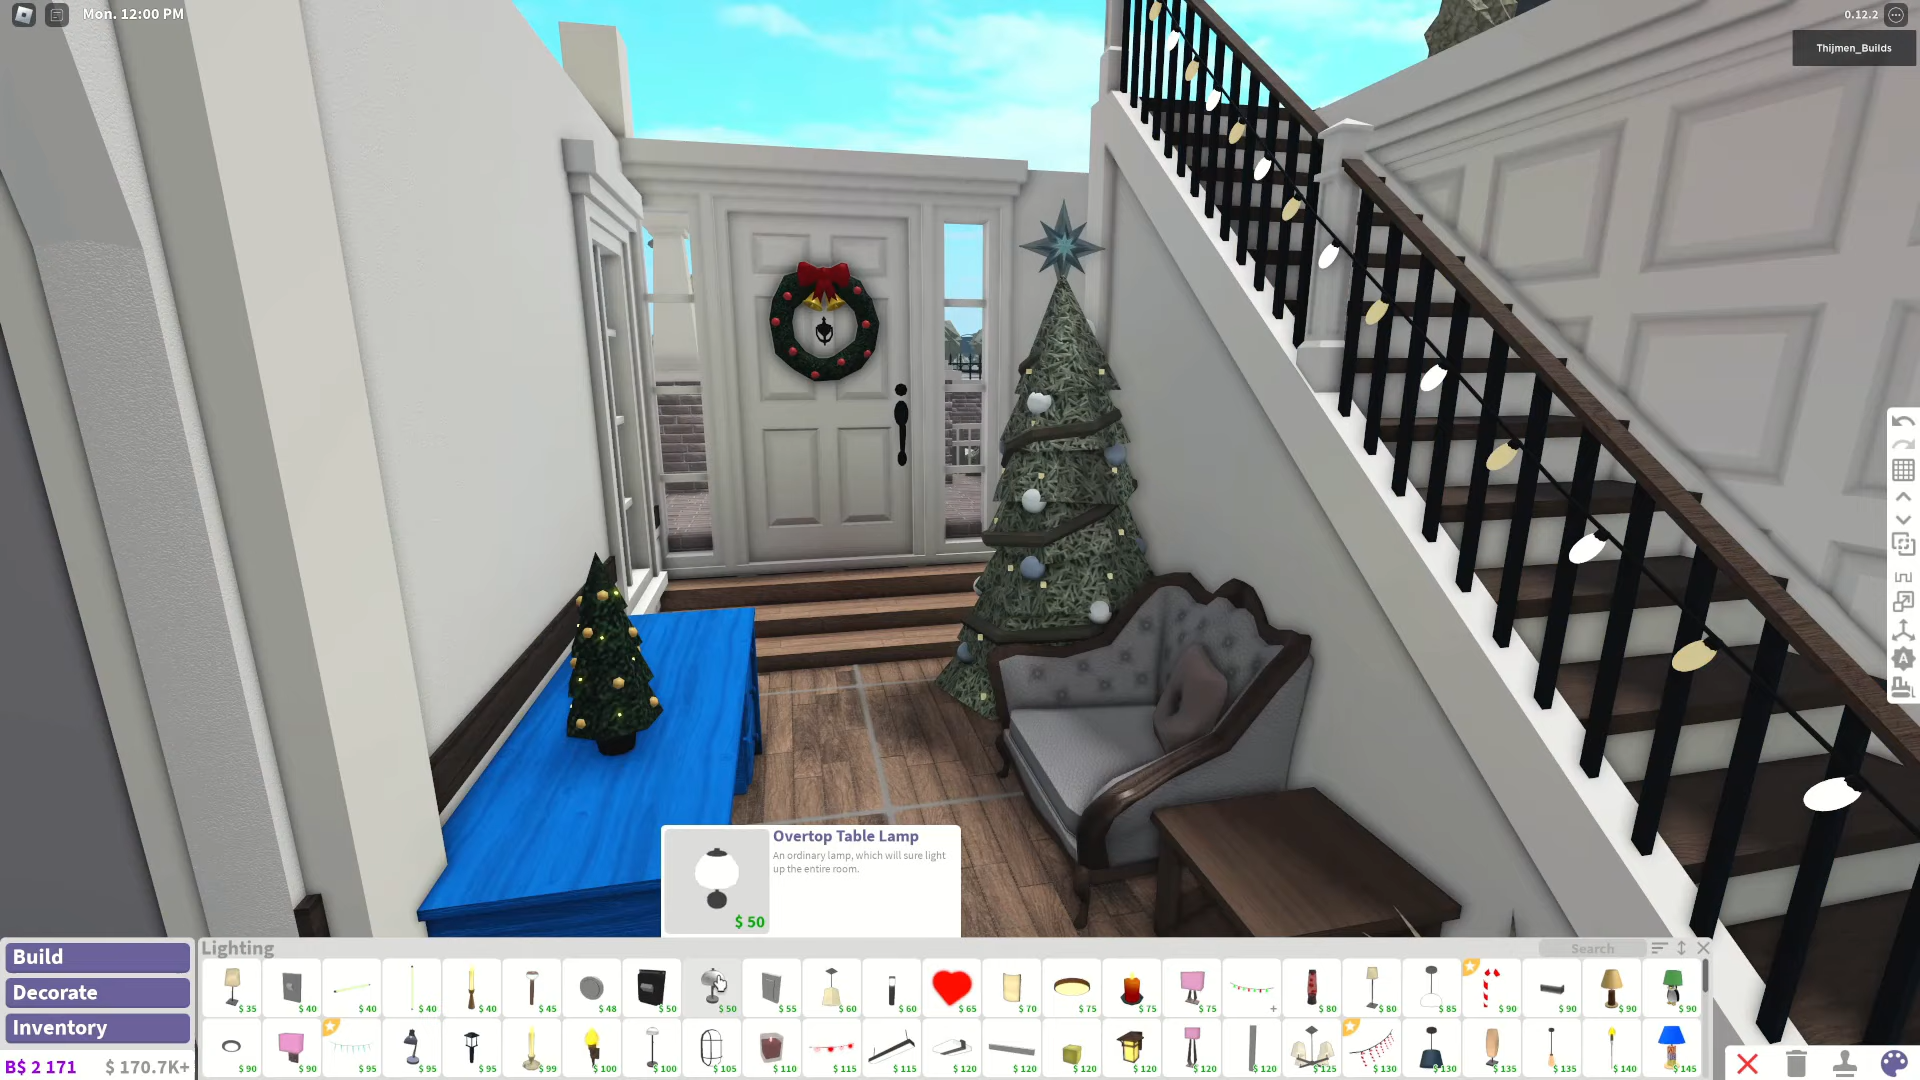 Mon. 12:00 PM
0.12.2
Thijmen_Builds
Overtop Table Lamp
An ordinary lamp, which will sure light
up the entire room.
$ 50
Build
Decorate
Inventory
B$ 2 171 $ 170.7K+
Lighting
Search
$ 35 $ 40 $ 40 $ 40 $ 40 $ 45 $ 48 $ 50 $ 50 $ 55 $ 60 $ 60 $ 65 $ 70 $ 75 $ 75 $ 75 + $ 80 $ 80 $ 85 $ 90 $ 90 $ 90 $ 90
$ 90 $ 90 $ 95 $ 95 $ 95 $ 99 $ 100 $ 100 $ 105 $ 110 $ 115 $ 115 $ 120 $ 120 $ 120 $ 120 $ 120 $ 120 $ 125 $ 130 $ 130 $ 135 $ 135 $ 140 $ 145